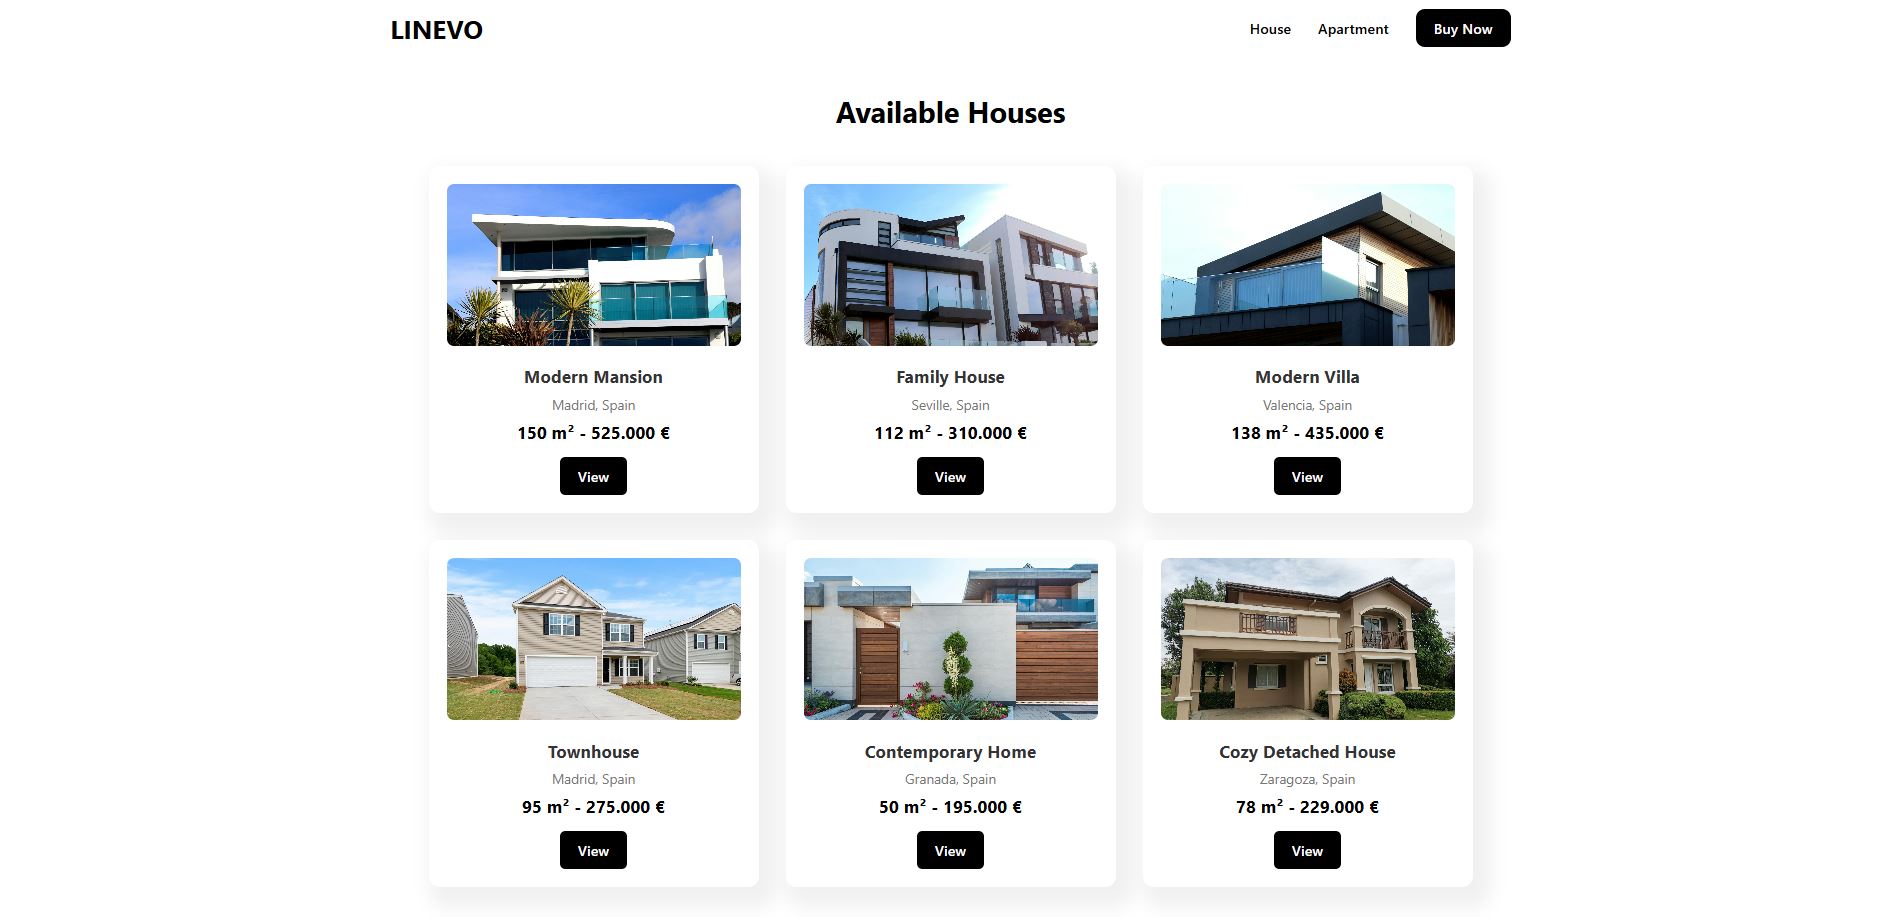 LINEVO
House
Apartment
Buy Now
Available Houses
Modern Mansion
Madrid, Spain
150 m² - 525.000 €
View
Family House
Seville, Spain
112 m² - 310.000 €
View
Modern Villa
Valencia, Spain
138 m² - 435.000 €
View
Townhouse
Madrid, Spain
95 m² - 275.000 €
View
Contemporary Home
Granada, Spain
50 m² - 195.000 €
View
Cozy Detached House
Zaragoza, Spain
78 m² - 229.000 €
View